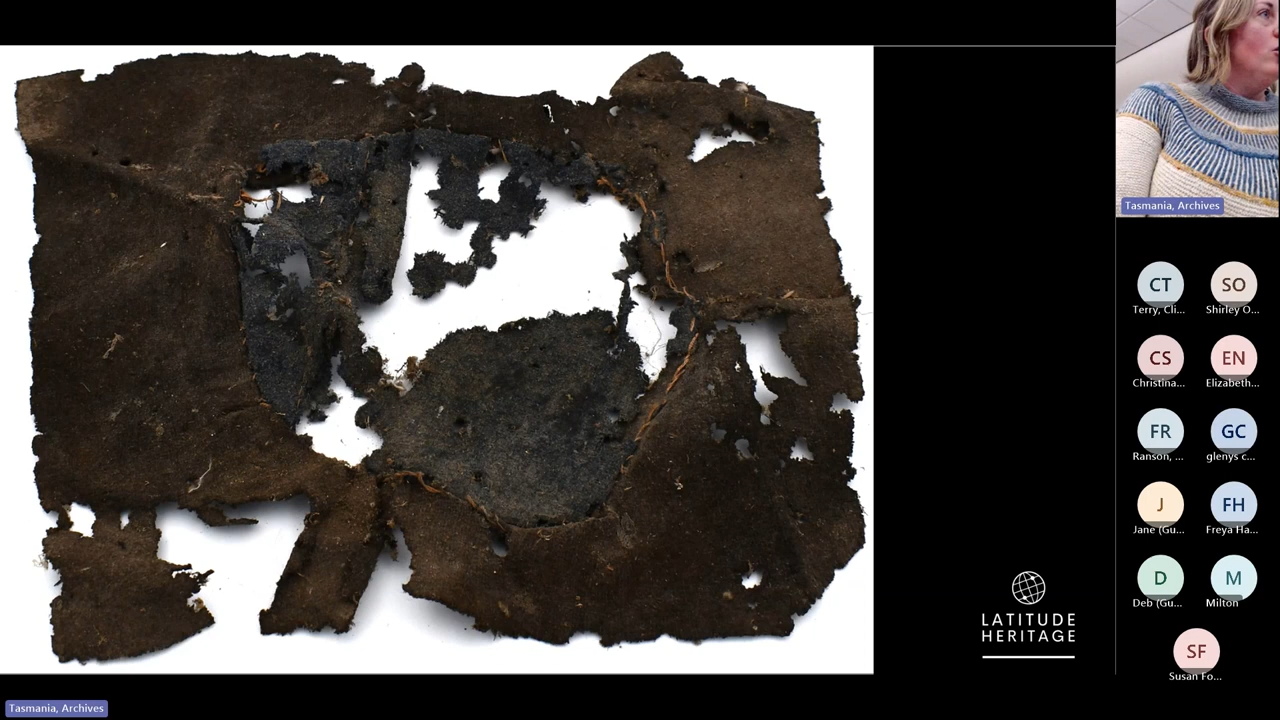 Tasmania, Archives
CT
SO
Terry, Cli...
Shirley O...
CS
EN
Christina...
Elizabeth...
FR
GC
Ranson, ...
glenys c...
J
FH
Jane (Gu...
Freya Ha...
D
M
Deb (Gu...
Milton
SF
Susan Fo...
LATITUDE
HERITAGE
Tasmania, Archives